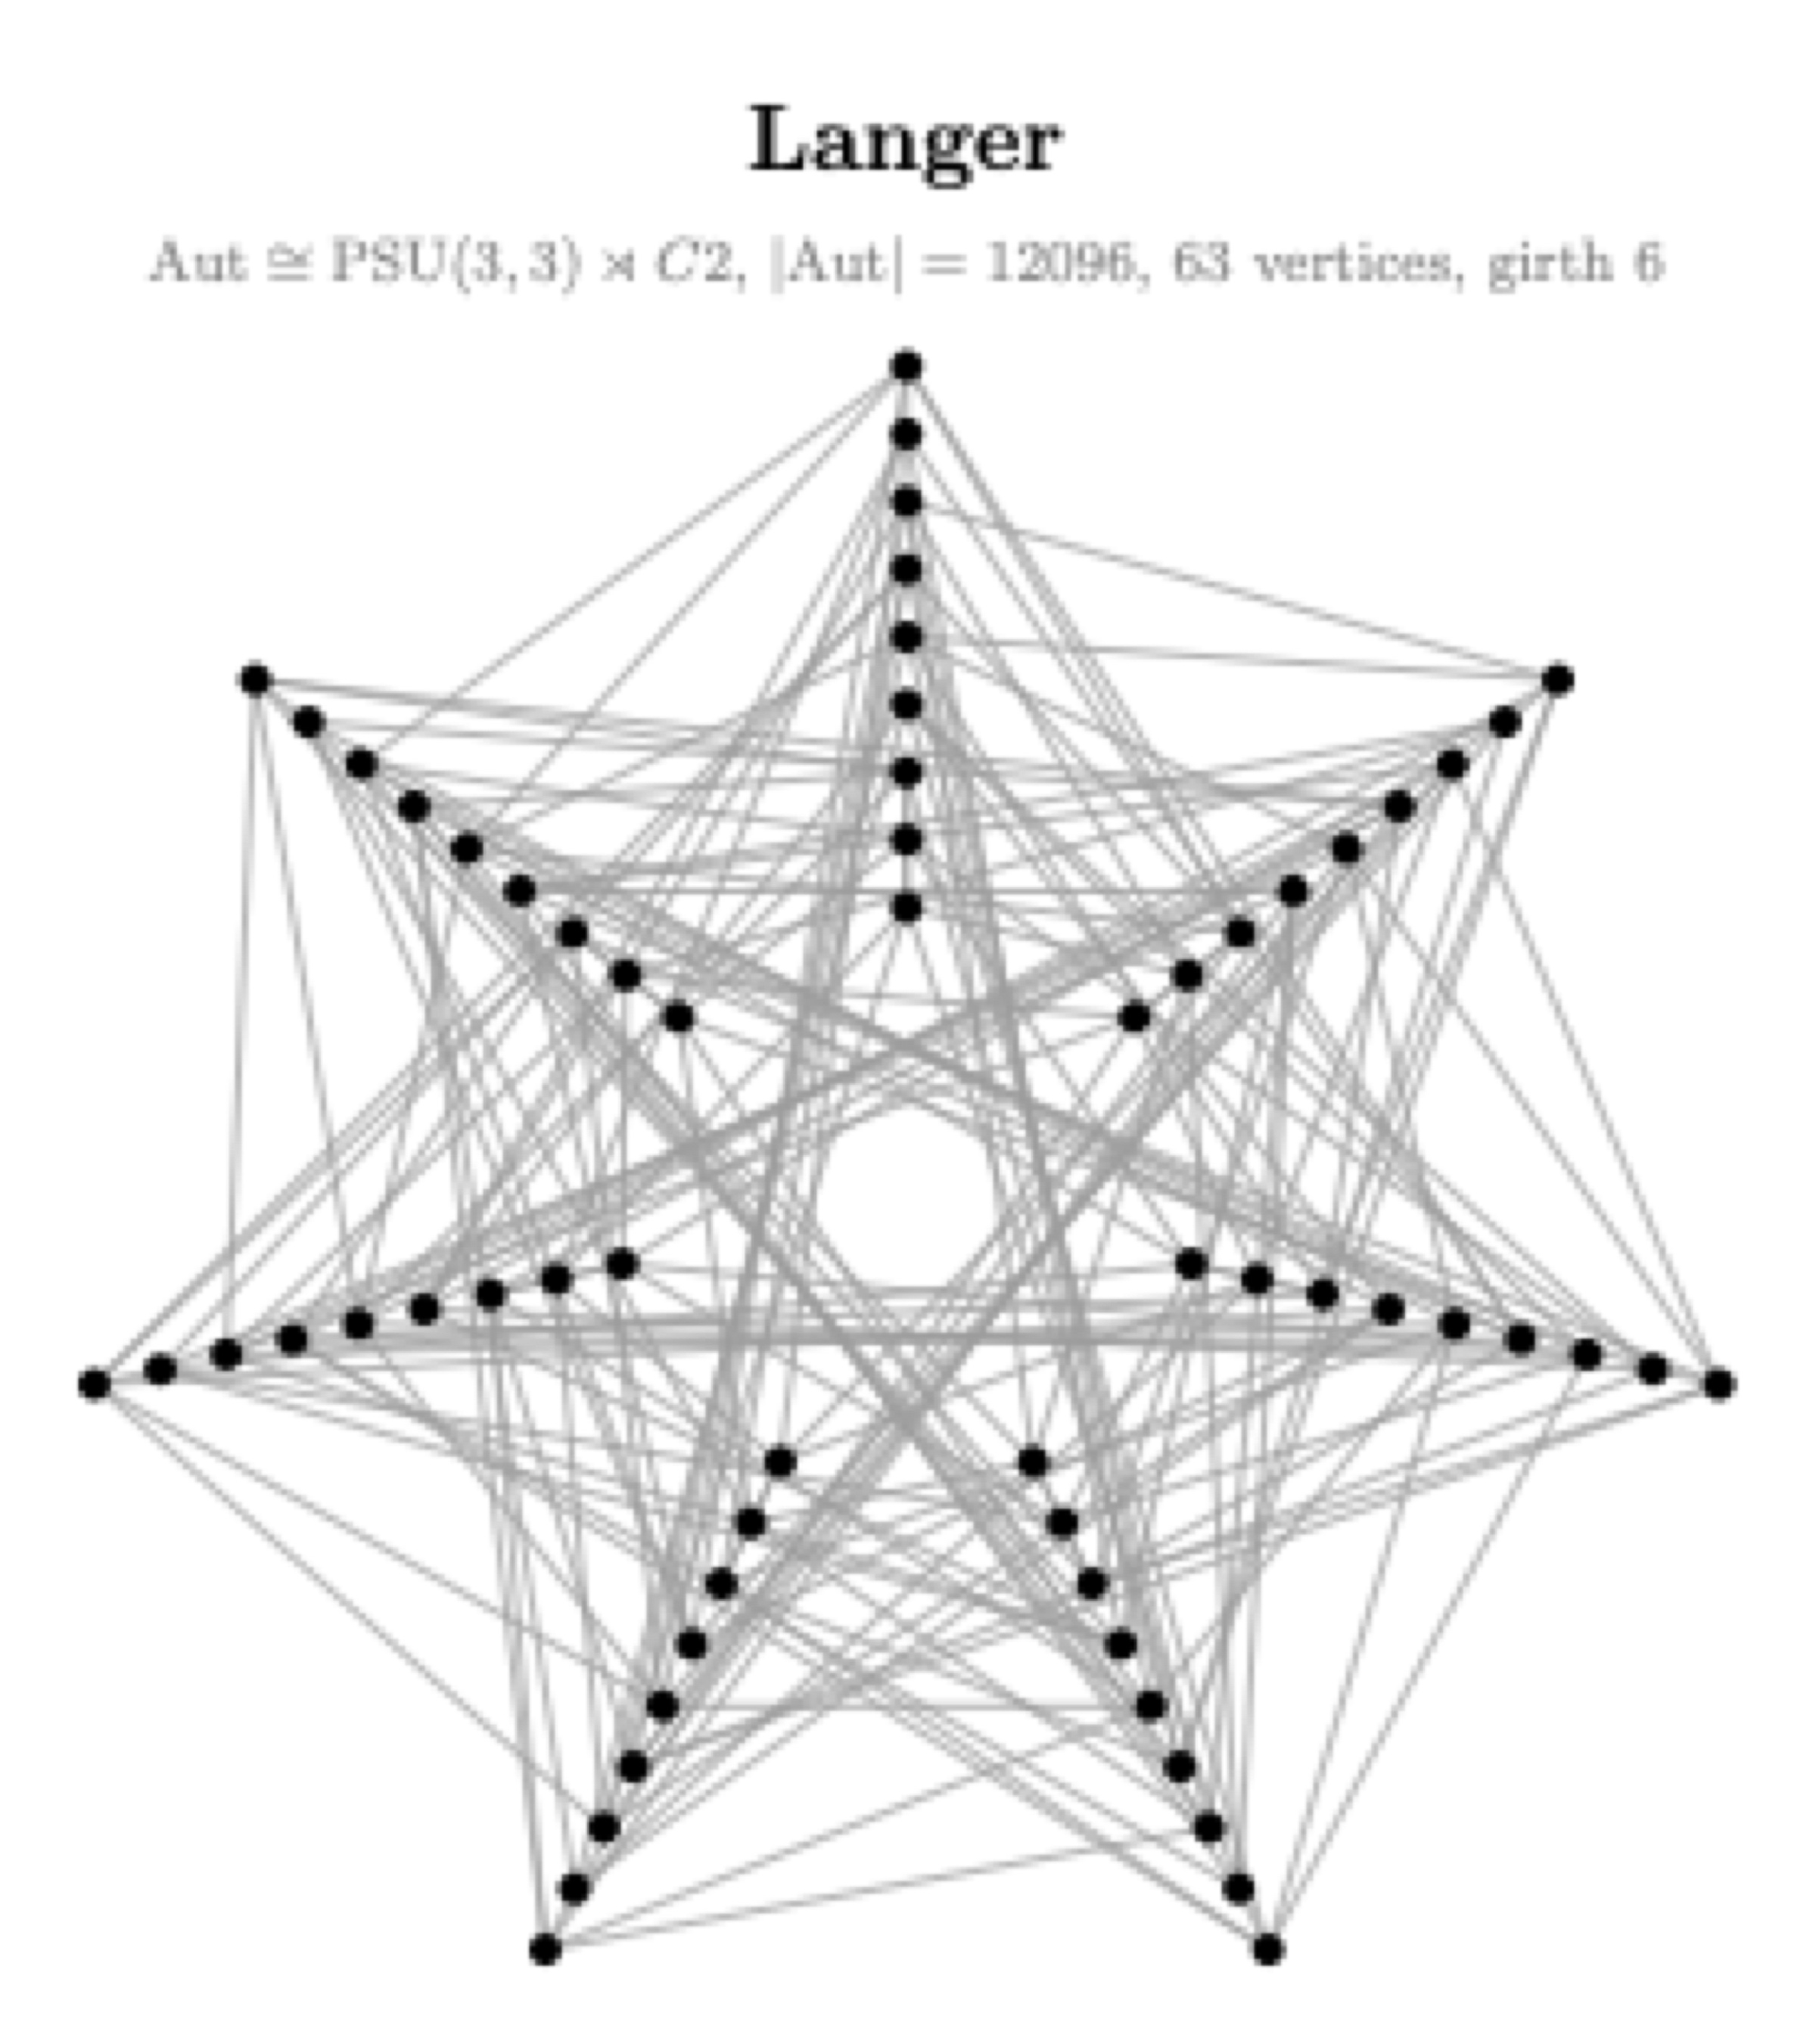 Langer
Aut ≅ PSU(3, 3) ⋊ C2, |Aut| = 12096, 63 vertices, girth 6